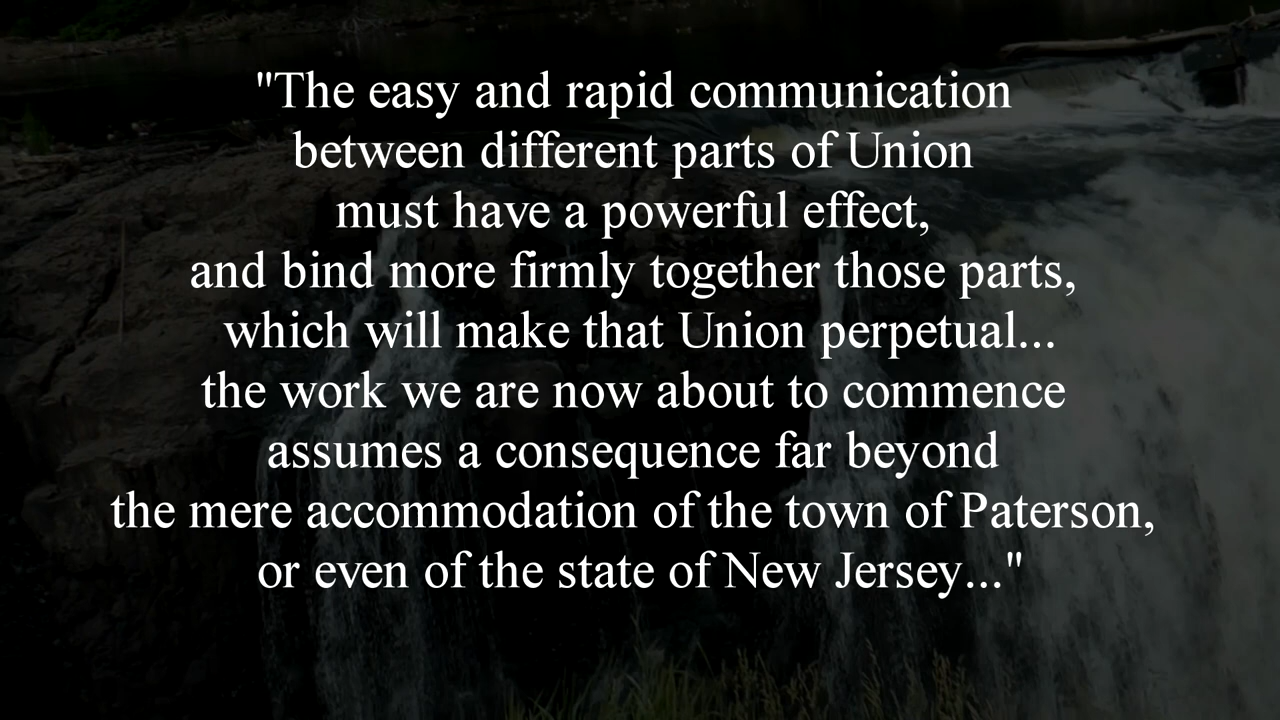 "The easy and rapid communication
between different parts of Union
must have a powerful effect,
and bind more firmly together those parts,
which will make that Union perpetual...
the work we are now about to commence
assumes a consequence far beyond
the mere accommodation of the town of Paterson,
or even of the state of New Jersey..."